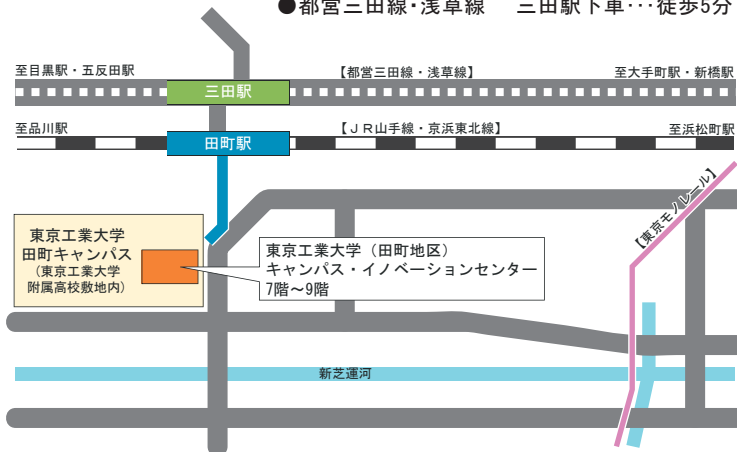 ●都営三田線・浅草線　三田駅下車･･･徒歩5分
至目黒駅・五反田駅
【都営三田線・浅草線】
至大手町駅・新橋駅
三田駅
至品川駅
【ＪＲ山手線・京浜東北線】
至浜松町駅
田町駅
【東京モノレール】
東京工業大学
田町キャンパス
（東京工業大学
附属高校敷地内）
東京工業大学（田町地区）
キャンパス・イノベーションセンター
7階～9階
新芝運河